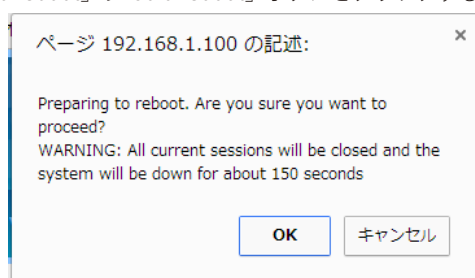 ページ 192.168.1.100 の記述:
×
Preparing to reboot. Are you sure you want to
proceed?
WARNING: All current sessions will be closed and the
system will be down for about 150 seconds
OK
キャンセル